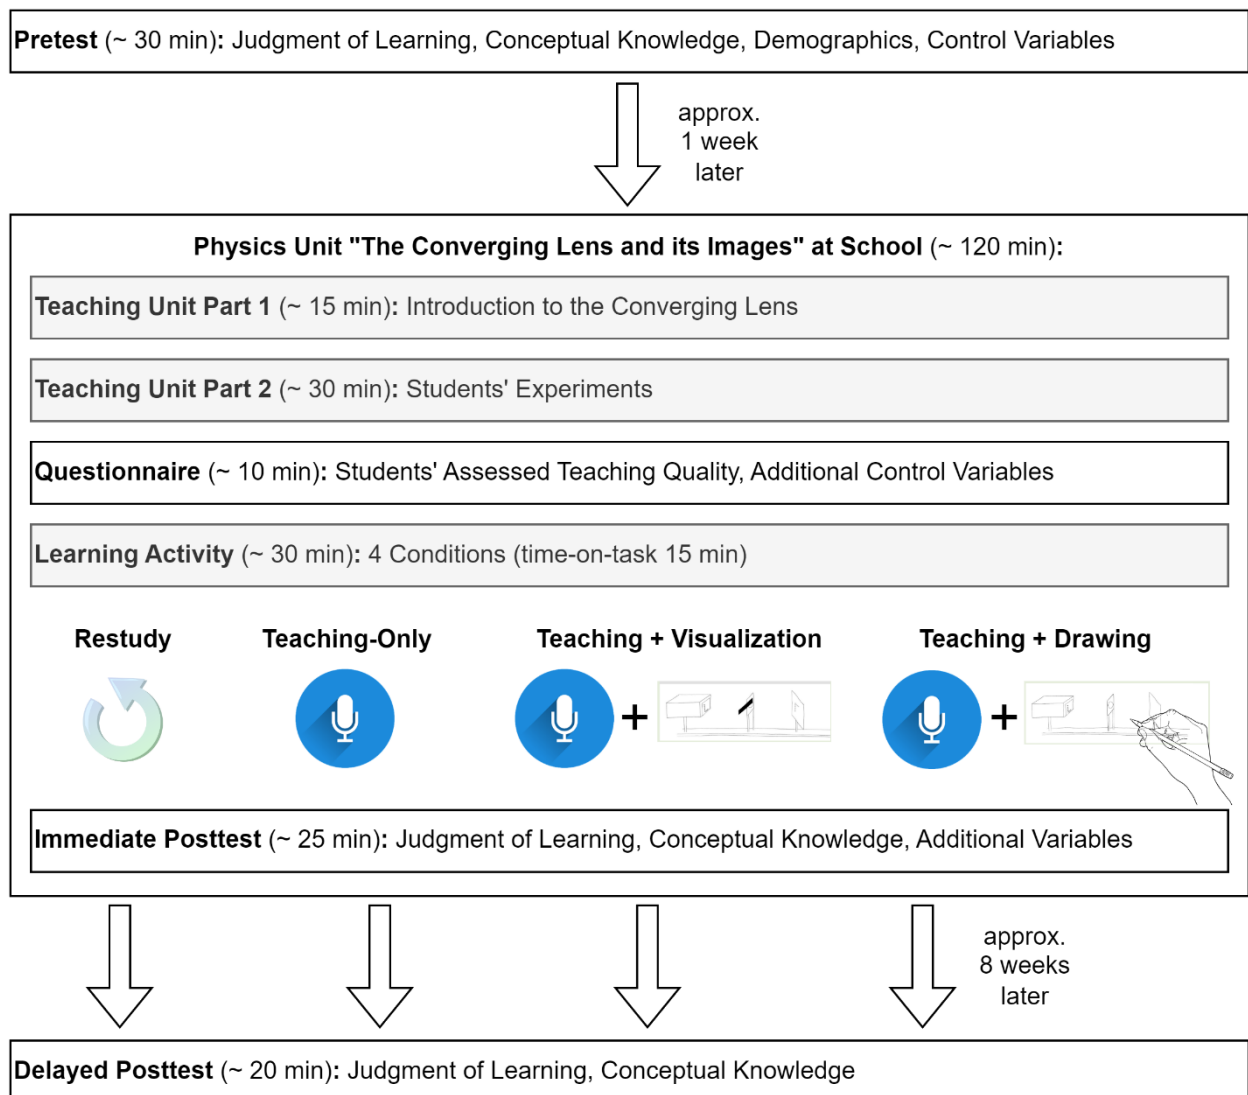 Pretest (~ 30 min): Judgment of Learning, Conceptual Knowledge, Demographics, Control Variables
approx.
1 week
later
Physics Unit "The Converging Lens and its Images" at School (~ 120 min):
Teaching Unit Part 1 (~ 15 min): Introduction to the Converging Lens
Teaching Unit Part 2 (~ 30 min): Students' Experiments
Questionnaire (~ 10 min): Students' Assessed Teaching Quality, Additional Control Variables
Learning Activity (~ 30 min): 4 Conditions (time-on-task 15 min)
Restudy
Teaching-Only
Teaching + Visualization
Teaching + Drawing
+
+
Immediate Posttest (~ 25 min): Judgment of Learning, Conceptual Knowledge, Additional Variables
approx.
8 weeks
later
Delayed Posttest (~ 20 min): Judgment of Learning, Conceptual Knowledge